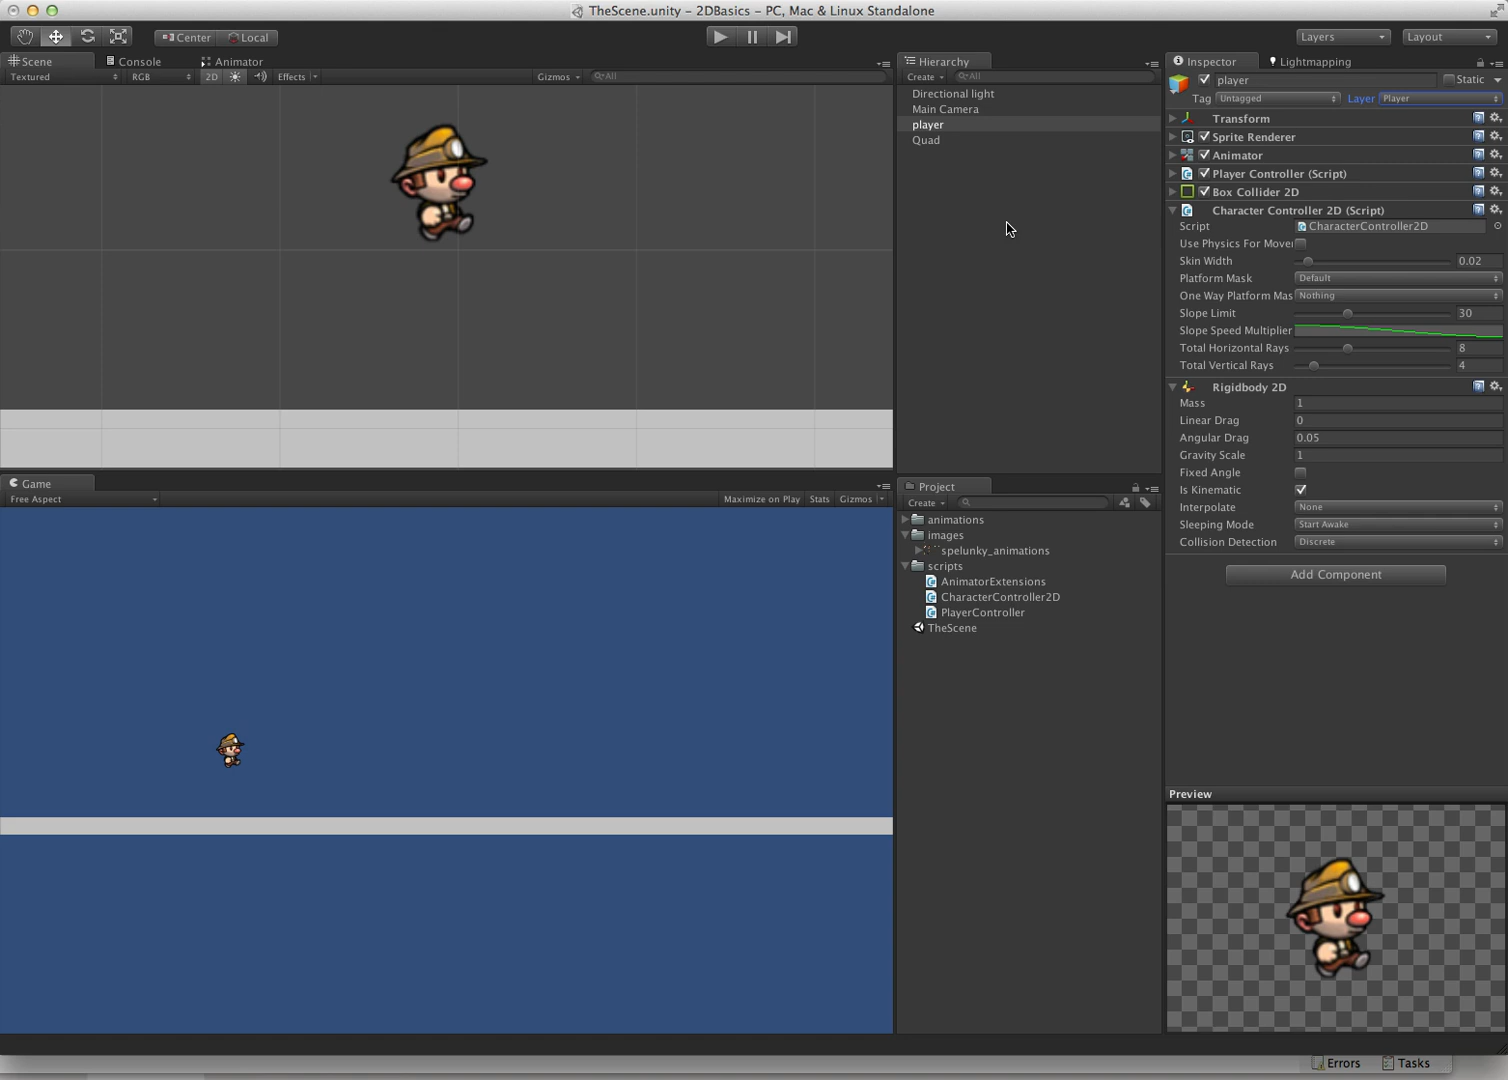 TheScene.unity – 2DBasics – PC, Mac & Linux Standalone
Center Local Layers Layout
Scene Console Animator
Textured RGB 2D Effects Gizmos All
Hierarchy
Create All
Directional light
Main Camera
player
Quad
Inspector Lightmapping
player Static
Tag Untagged Layer Player
Transform
Sprite Renderer
Animator
Player Controller (Script)
Box Collider 2D
Character Controller 2D (Script)
Script CharacterController2D
Use Physics For Mover
Skin Width 0.02
Platform Mask Default
One Way Platform Mas Nothing
Slope Limit 30
Slope Speed Multiplier
Total Horizontal Rays 8
Total Vertical Rays 4
Rigidbody 2D
Mass 1
Linear Drag 0
Angular Drag 0.05
Gravity Scale 1
Fixed Angle
Is Kinematic
Interpolate None
Sleeping Mode Start Awake
Collision Detection Discrete
Add Component
Game
Free Aspect Maximize on Play Stats Gizmos
Project
Create
animations
images
spelunky_animations
scripts
AnimatorExtensions
CharacterController2D
PlayerController
TheScene
Preview
Errors Tasks